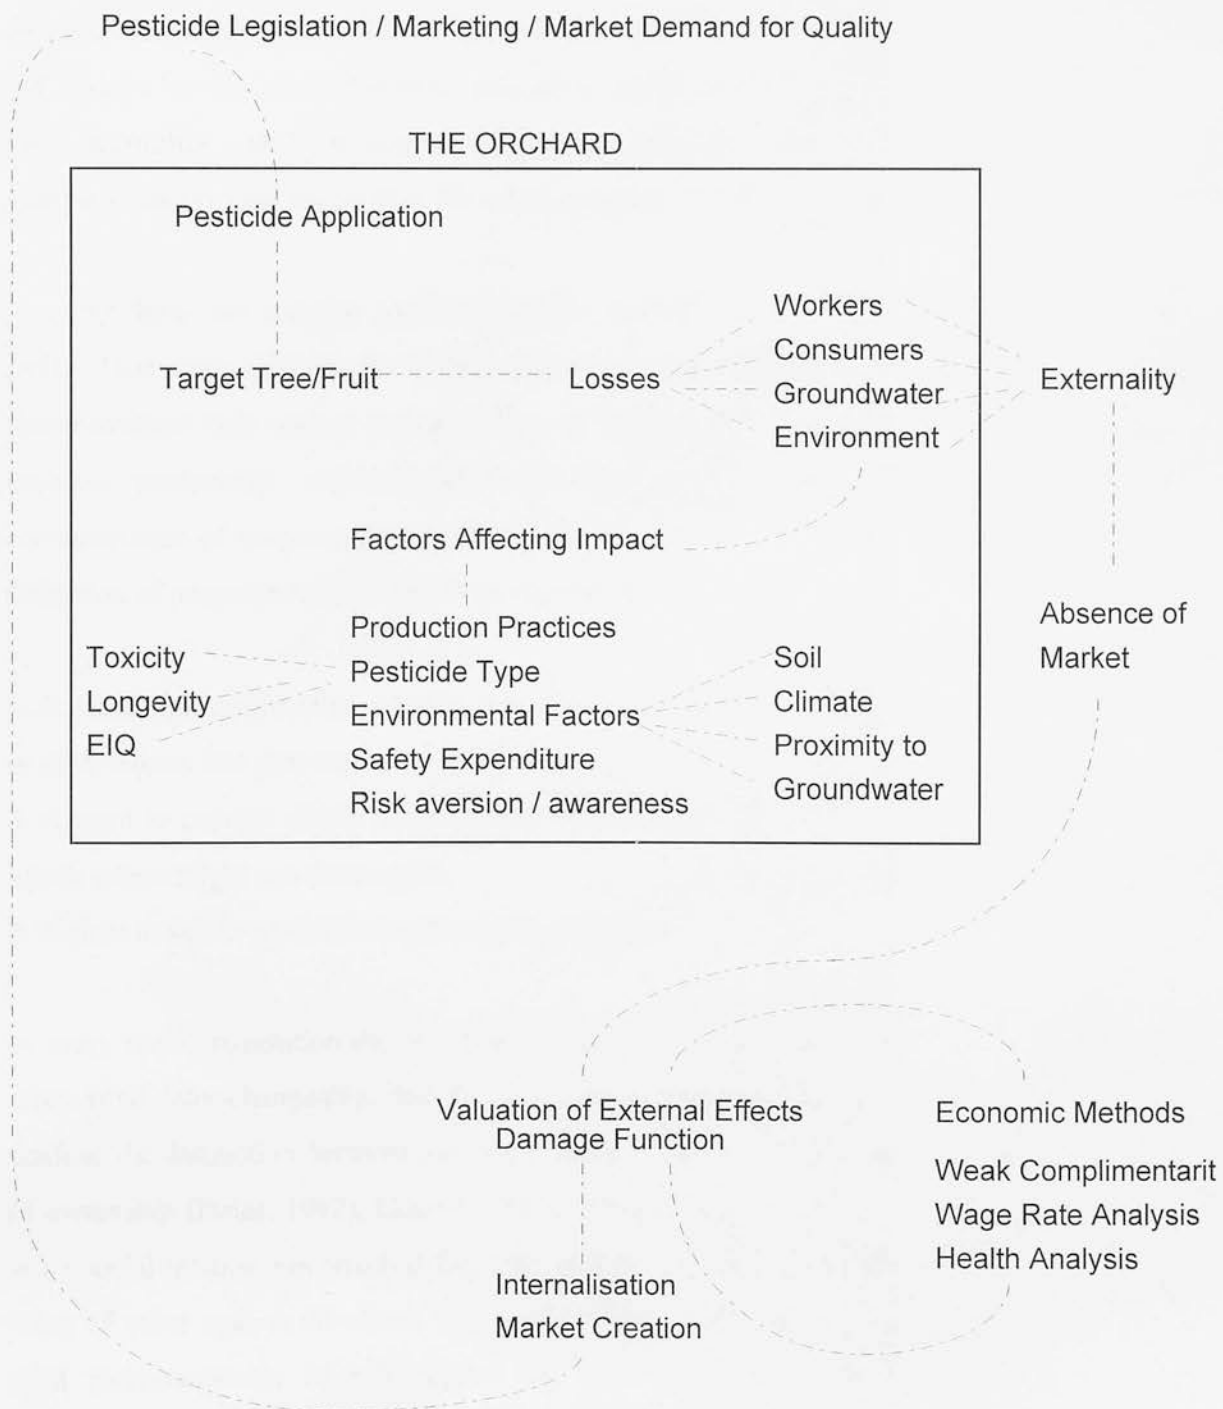 Pesticide Legislation / Marketing / Market Demand for Quality
THE ORCHARD
Pesticide Application
Workers
Consumers
Target Tree/Fruit
Losses
Groundwater
Environment
Externality
Factors Affecting Impact
Absence of
Market
Production Practices
Pesticide Type
Environmental Factors
Safety Expenditure
Risk aversion / awareness
Toxicity
Longevity
EIQ
Soil
Climate
Proximity to
Groundwater
Valuation of External Effects
Damage Function
Economic Methods
Weak Complimentarit
Wage Rate Analysis
Health Analysis
Internalisation
Market Creation